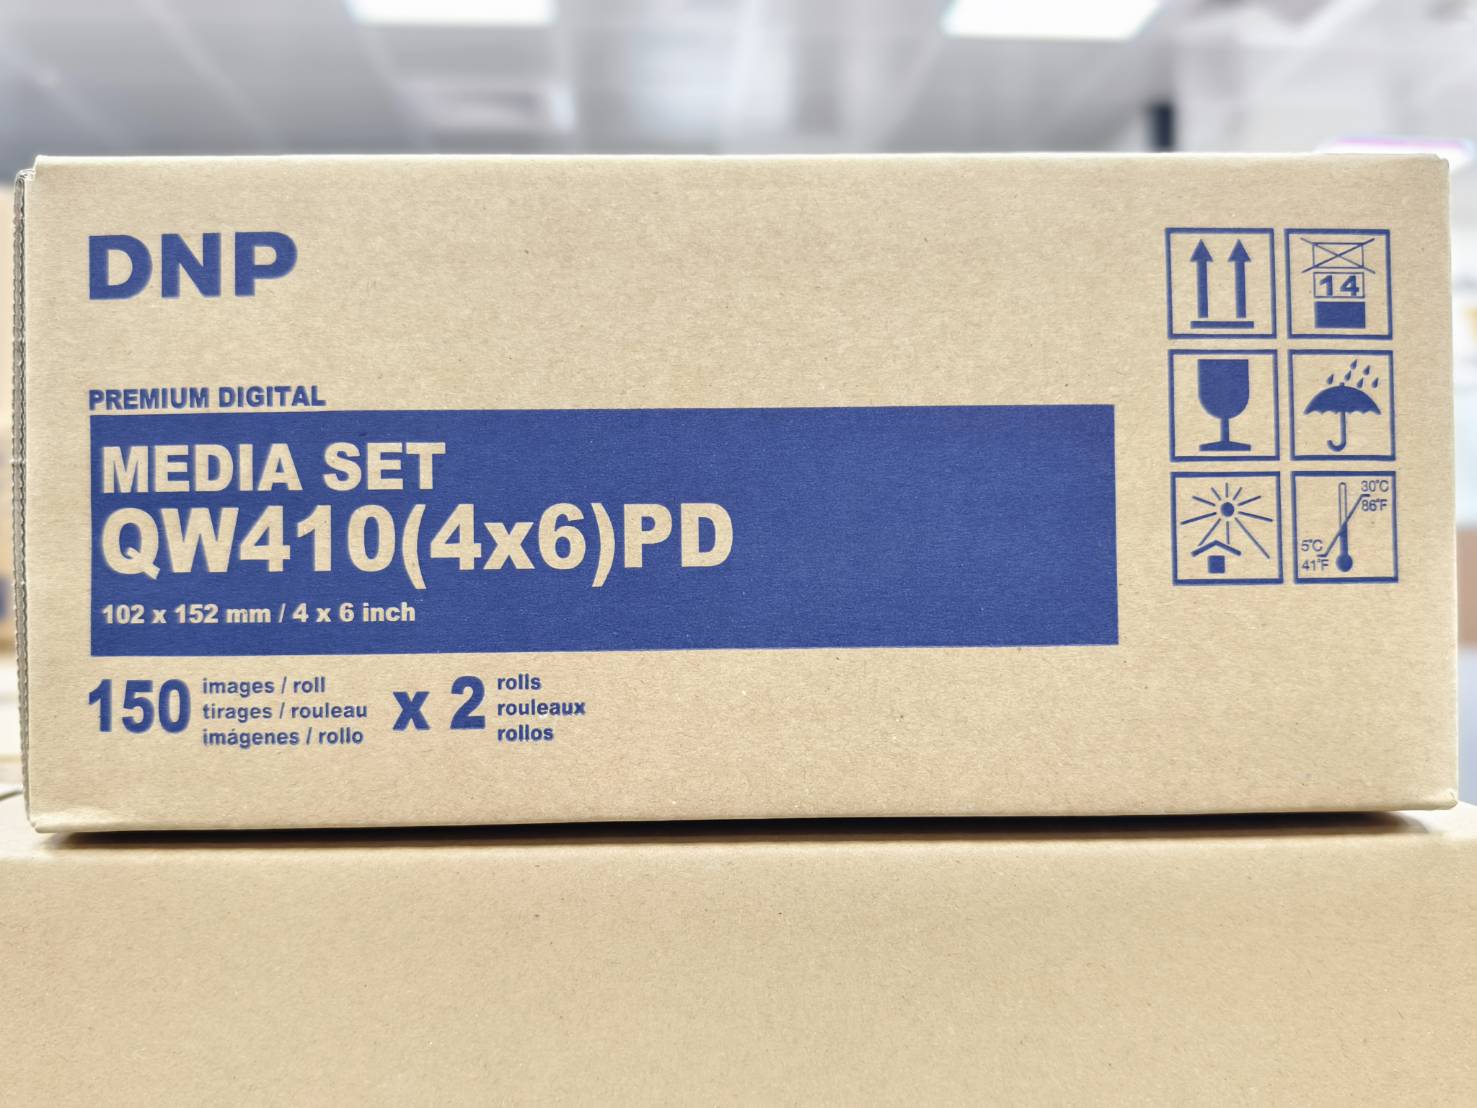 DNP
PREMIUM DIGITAL
MEDIA SET
QW410(4x6)PD
102 x 152 mm / 4 x 6 inch
150 images / roll x 2 rolls
tirages / rouleau rouleaux
imágenes / rollo rollos
14
30°C
86°F
5°C
41°F